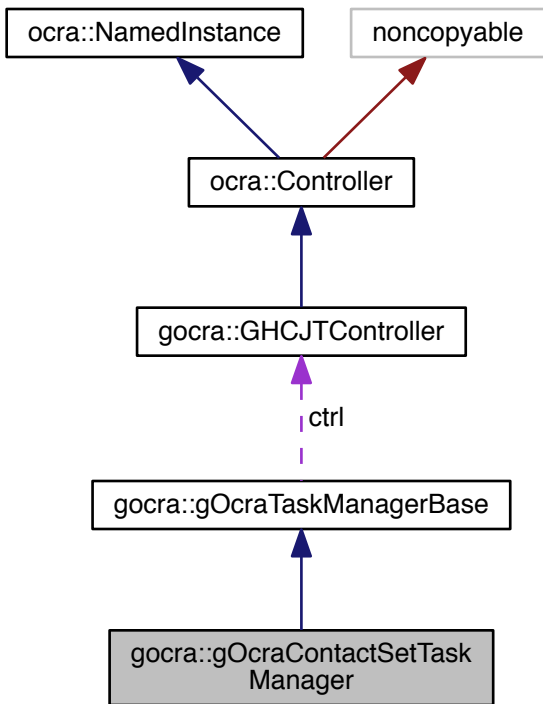 ocra::NamedInstance
noncopyable
ocra::Controller
gocra::GHCJTController
ctrl
gocra::gOcraTaskManagerBase
gocra::gOcraContactSetTask
Manager